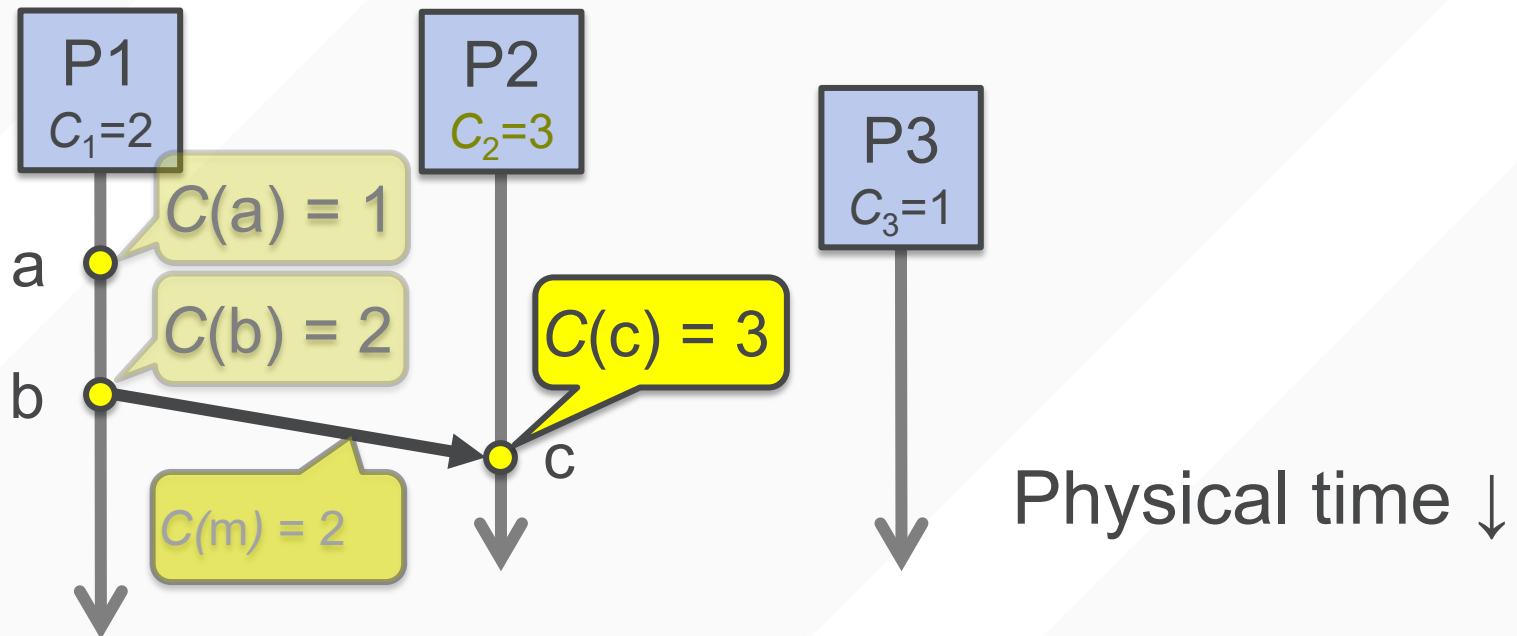 P1
C₁=2
P2
C₂=3
P3
C₃=1
C(a) = 1
a
C(b) = 2
b
C(c) = 3
c
C(m) = 2
Physical time ↓